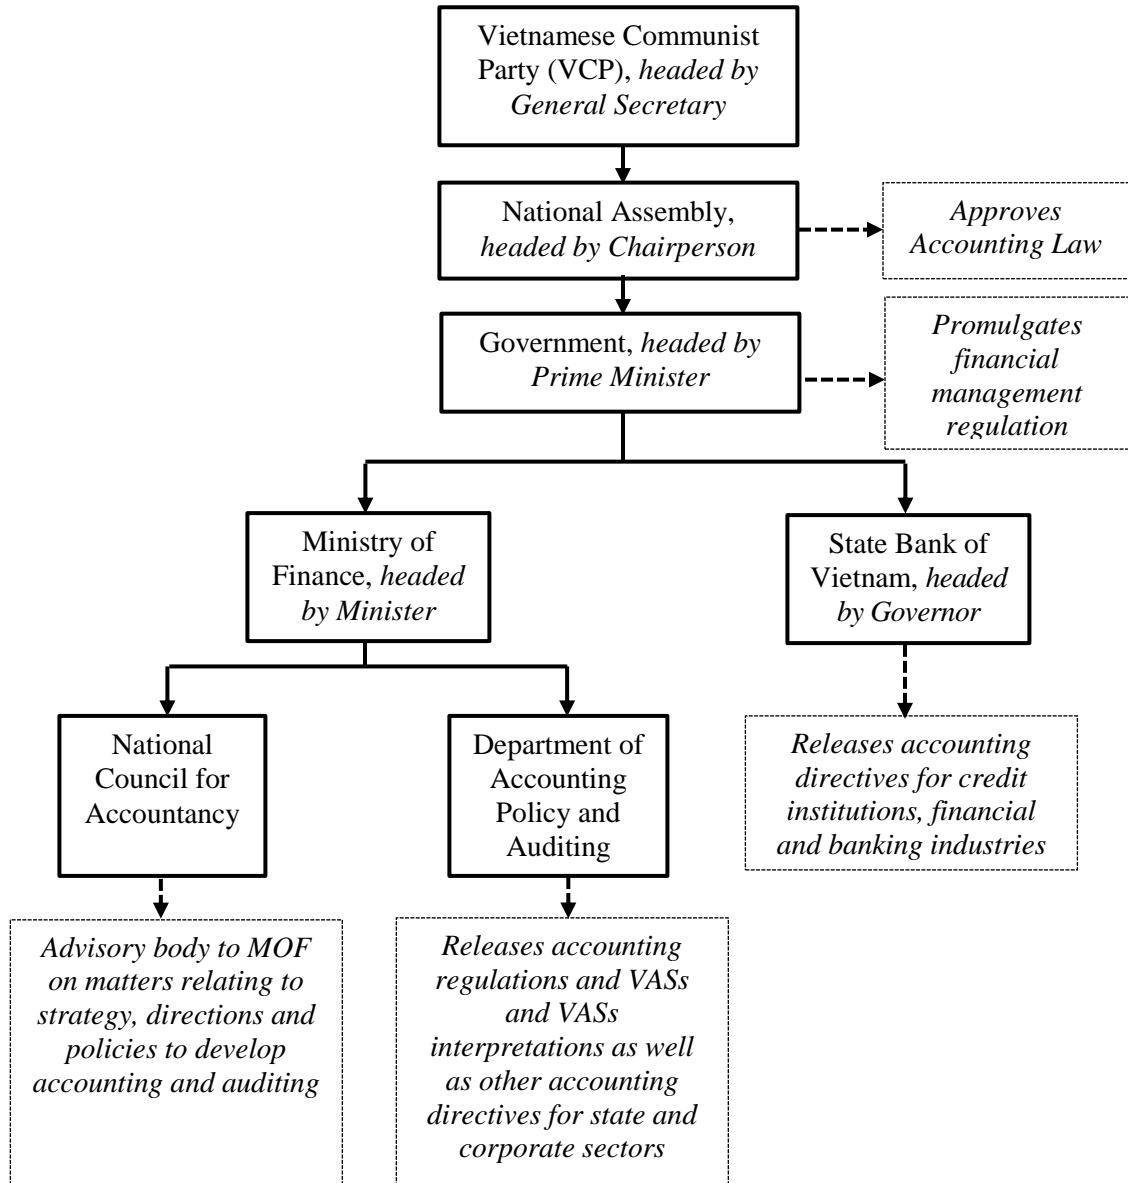 Vietnamese Communist
Party (VCP), headed by
General Secretary
National Assembly,
headed by Chairperson
Approves
Accounting Law
Government, headed by
Prime Minister
Promulgates
financial
management
regulation
Ministry of
Finance, headed
by Minister
State Bank of
Vietnam, headed
by Governor
National
Council for
Accountancy
Department of
Accounting
Policy and
Auditing
Releases accounting
directives for credit
institutions, financial
and banking industries
Advisory body to MOF
on matters relating to
strategy, directions and
policies to develop
accounting and auditing
Releases accounting
regulations and VASs
and VASs
interpretations as well
as other accounting
directives for state and
corporate sectors